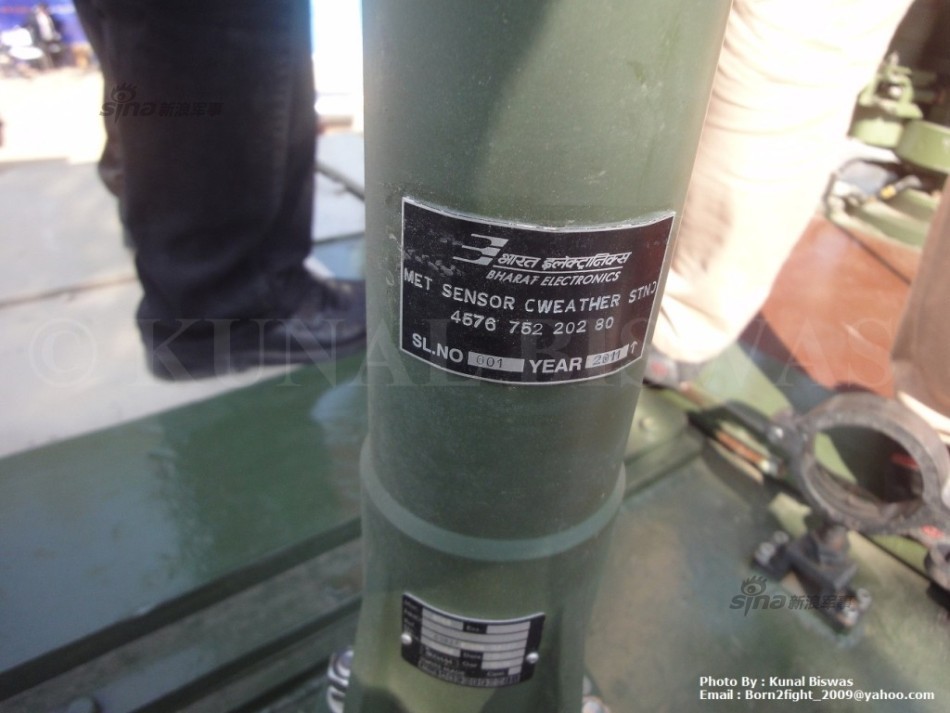 sina 新浪军事
भारत इलेक्ट्रानिक्स
BHARAT ELECTRONICS
MET SENSOR CWEATHER STN)
4576 752 202 80
SL.NO 001 YEAR 2011 ↑
© KUNAL BISWAS
sina 新浪军事
Photo By : Kunal Biswas
Email : Born2fight_2009@yahoo.com